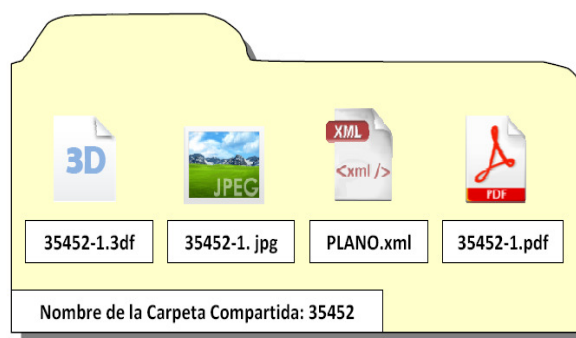 3D
JPEG
XML
<xml />
PDF
35452-1.3df
35452-1. jpg
PLANO.xml
35452-1.pdf
Nombre de la Carpeta Compartida: 35452